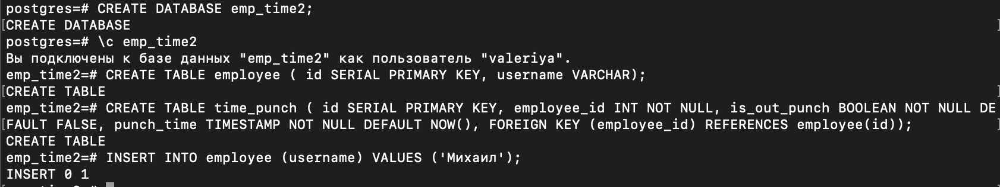 postgres=# CREATE DATABASE emp_time2;
[CREATE DATABASE ]
postgres=# \c emp_time2
Вы подключены к базе данных "emp_time2" как пользователь "valeriya".
emp_time2=# CREATE TABLE employee ( id SERIAL PRIMARY KEY, username VARCHAR);
[CREATE TABLE ]
emp_time2=# CREATE TABLE time_punch ( id SERIAL PRIMARY KEY, employee_id INT NOT NULL, is_out_punch BOOLEAN NOT NULL DE
[FAULT FALSE, punch_time TIMESTAMP NOT NULL DEFAULT NOW(), FOREIGN KEY (employee_id) REFERENCES employee(id)); ]
CREATE TABLE
emp_time2=# INSERT INTO employee (username) VALUES ('Михаил');
INSERT 0 1